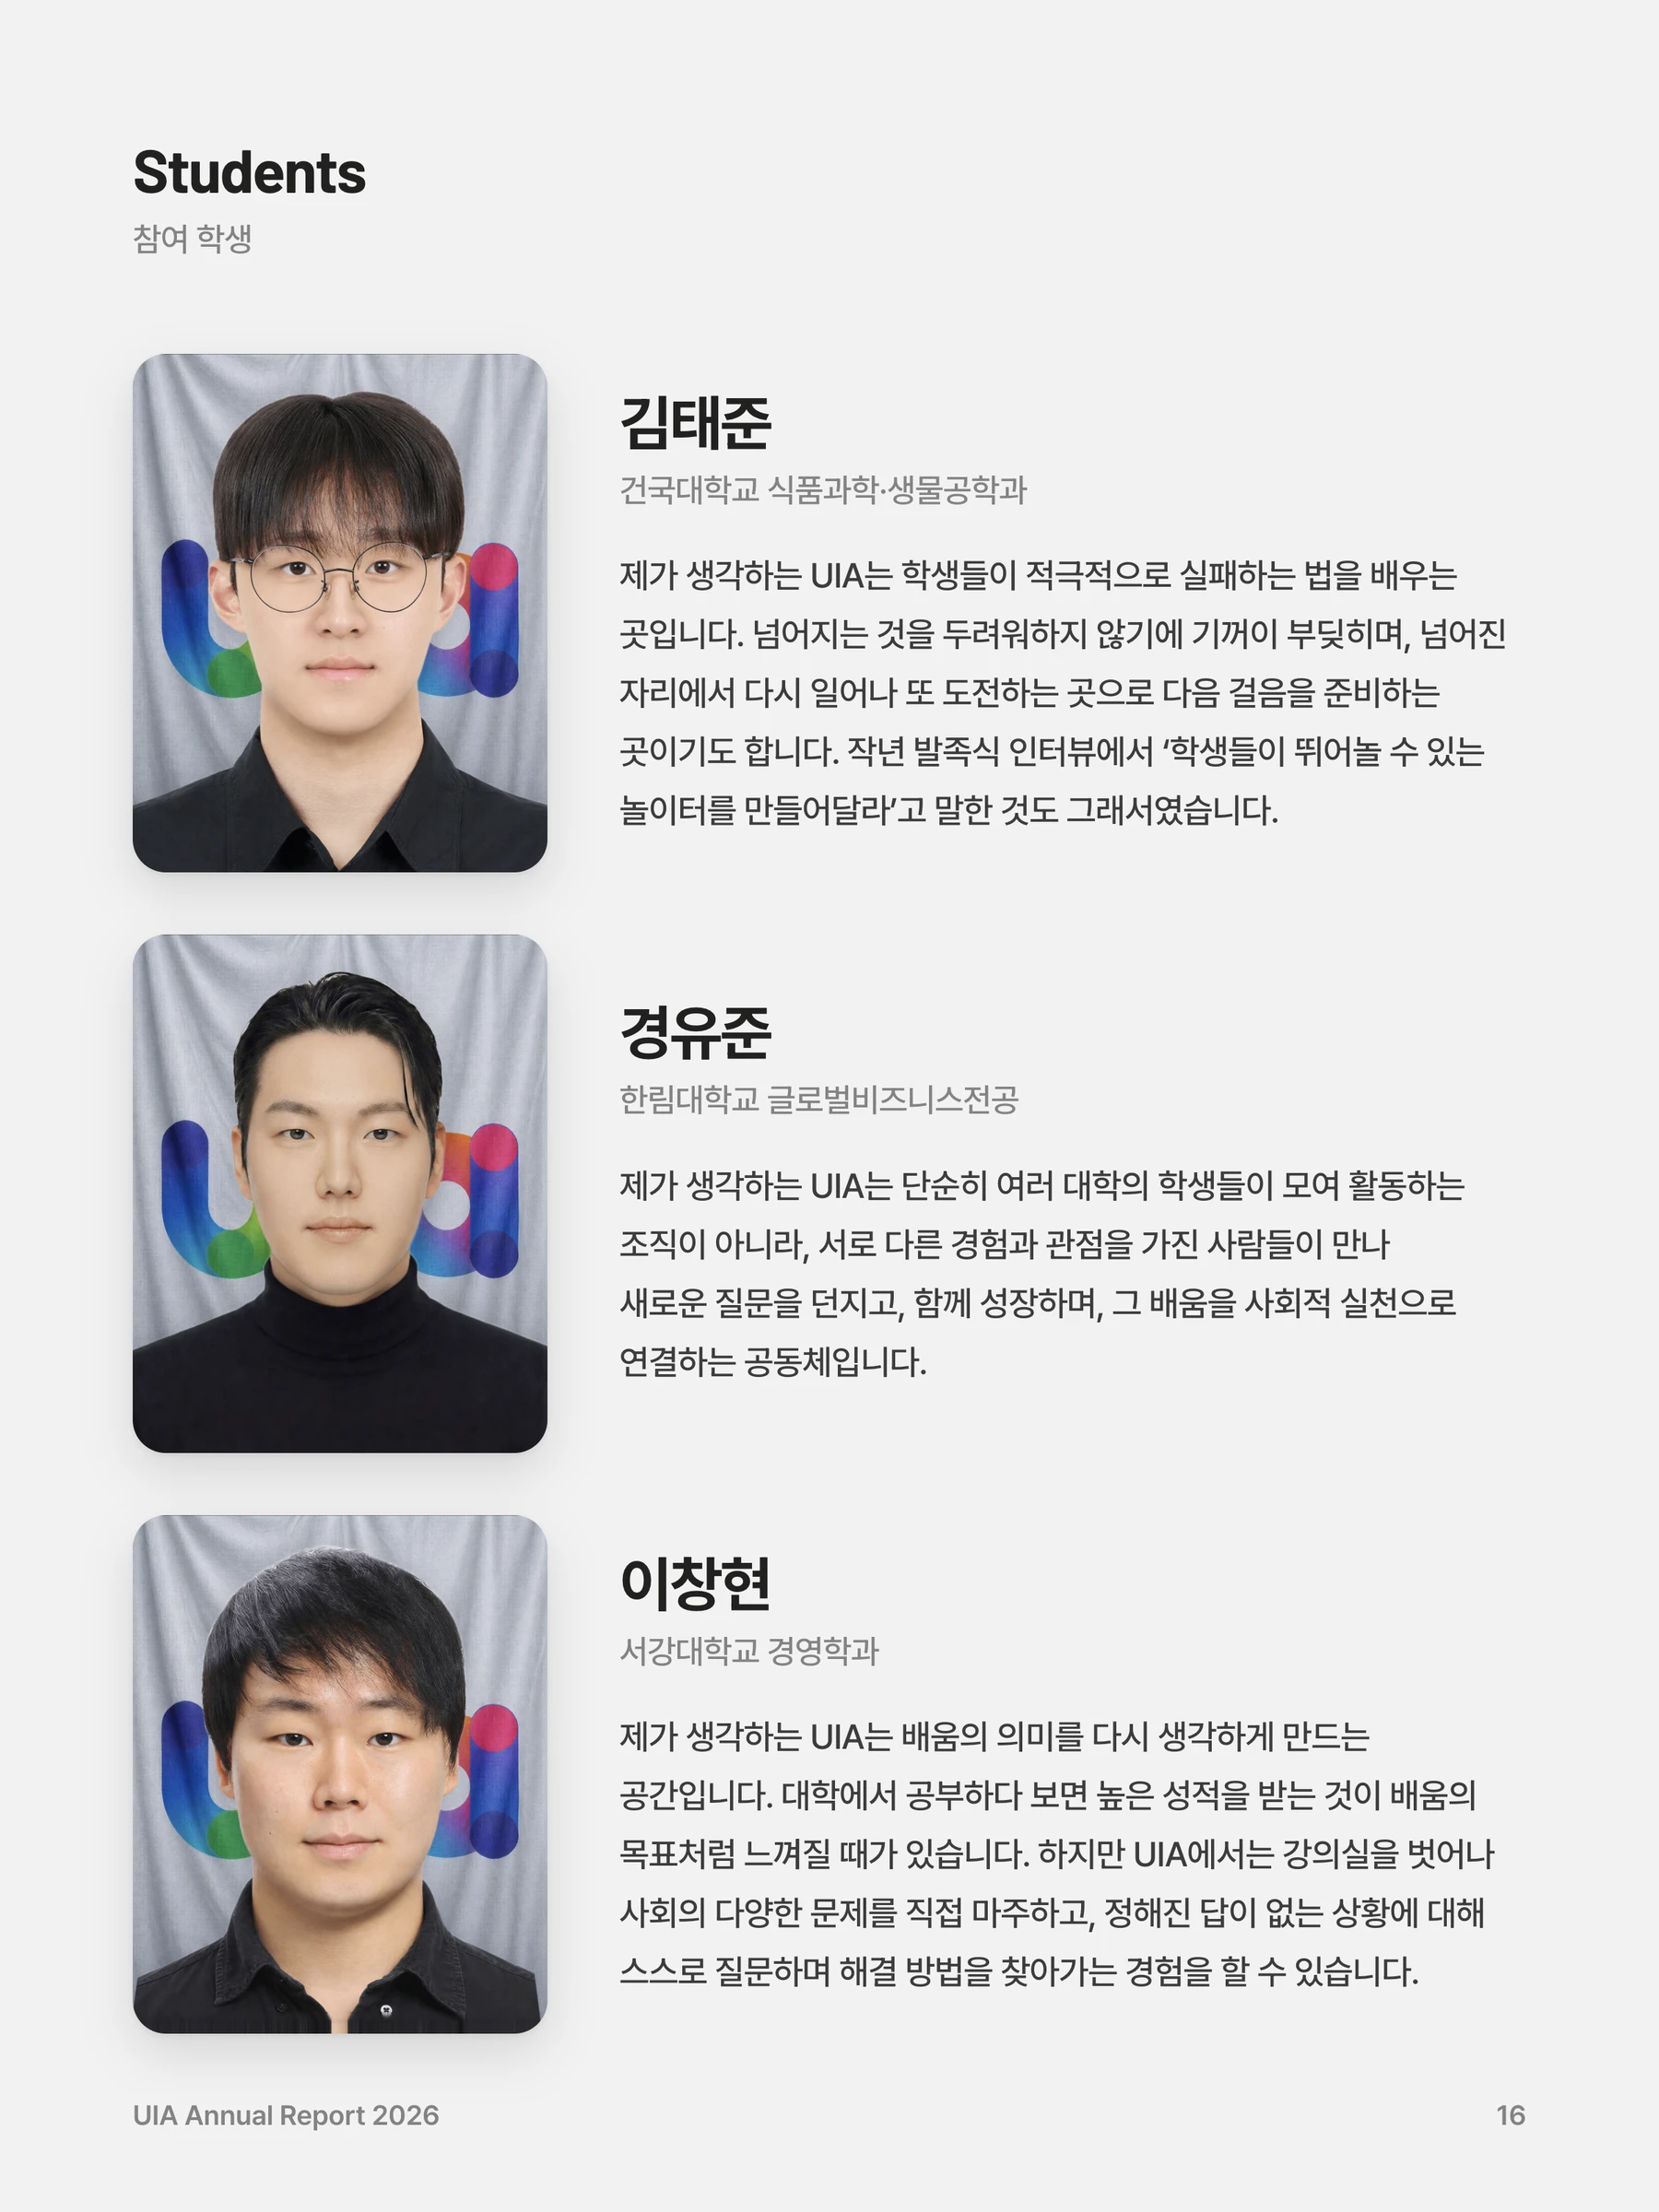 Students
참여 학생
김태준
건국대학교 식품과학·생물공학과
제가 생각하는 UIA는 학생들이 적극적으로 실패하는 법을 배우는
곳입니다. 넘어지는 것을 두려워하지 않기에 기꺼이 부딪히며, 넘어진
자리에서 다시 일어나 또 도전하는 곳으로 다음 걸음을 준비하는
곳이기도 합니다. 작년 발족식 인터뷰에서 ‘학생들이 뛰어놀 수 있는
놀이터를 만들어달라’고 말한 것도 그래서였습니다.
경유준
한림대학교 글로벌비즈니스전공
제가 생각하는 UIA는 단순히 여러 대학의 학생들이 모여 활동하는
조직이 아니라, 서로 다른 경험과 관점을 가진 사람들이 만나
새로운 질문을 던지고, 함께 성장하며, 그 배움을 사회적 실천으로
연결하는 공동체입니다.
이창현
서강대학교 경영학과
제가 생각하는 UIA는 배움의 의미를 다시 생각하게 만드는
공간입니다. 대학에서 공부하다 보면 높은 성적을 받는 것이 배움의
목표처럼 느껴질 때가 있습니다. 하지만 UIA에서는 강의실을 벗어나
사회의 다양한 문제를 직접 마주하고, 정해진 답이 없는 상황에 대해
스스로 질문하며 해결 방법을 찾아가는 경험을 할 수 있습니다.
UIA Annual Report 2026
16